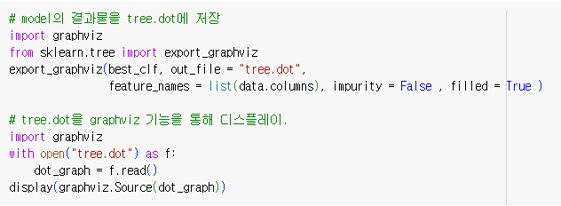 # model의 결과물을 tree.dot에 저장
import graphviz
from sklearn.tree import export_graphviz
export_graphviz(best_clf, out_file = "tree.dot",
feature_names = list(data.columns), impurity = False , filled = True )
# tree.dot을 graphviz 기능을 통해 디스플레이.
import graphviz
with open("tree.dot") as f:
dot_graph = f.read()
display(graphviz.Source(dot_graph))